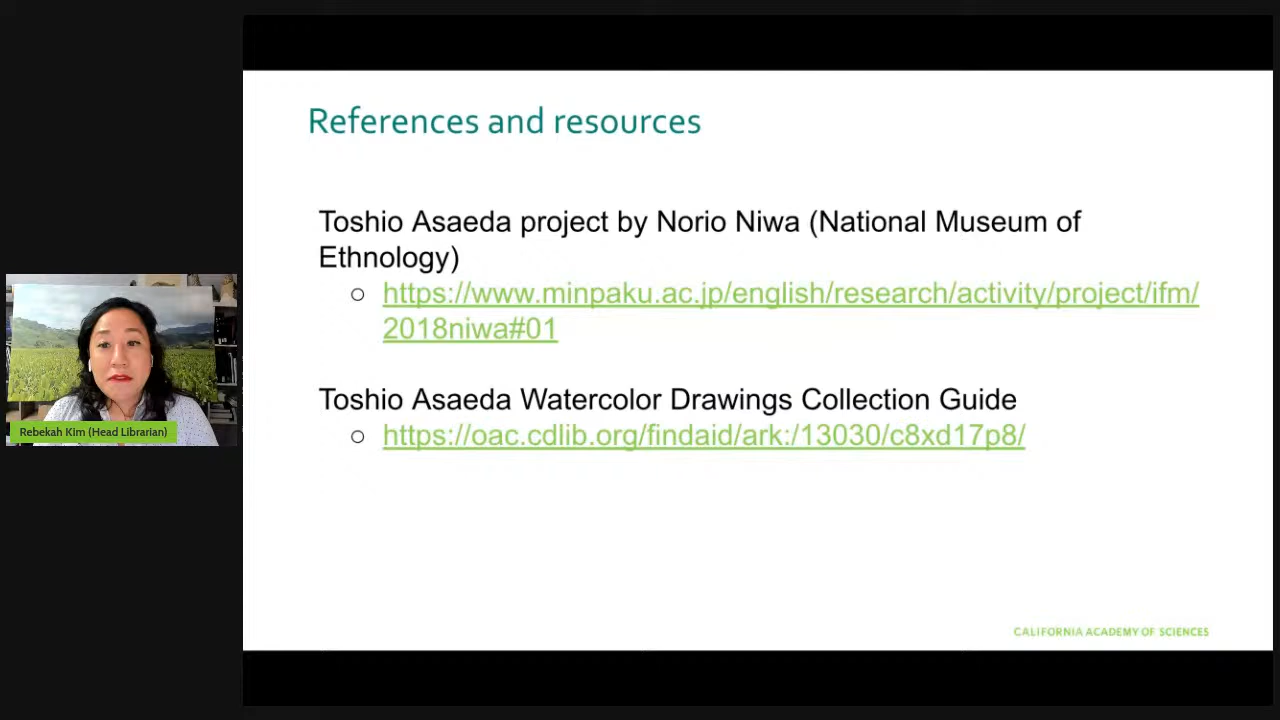 References and resources
Toshio Asaeda project by Norio Niwa (National Museum of
Ethnology)
https://www.minpaku.ac.jp/english/research/activity/project/ifm/
2018niwa#01
Toshio Asaeda Watercolor Drawings Collection Guide
https://oac.cdlib.org/findaid/ark:/13030/c8xd17p8/
Rebekah Kim (Head Librarian)
CALIFORNIA ACADEMY OF SCIENCES